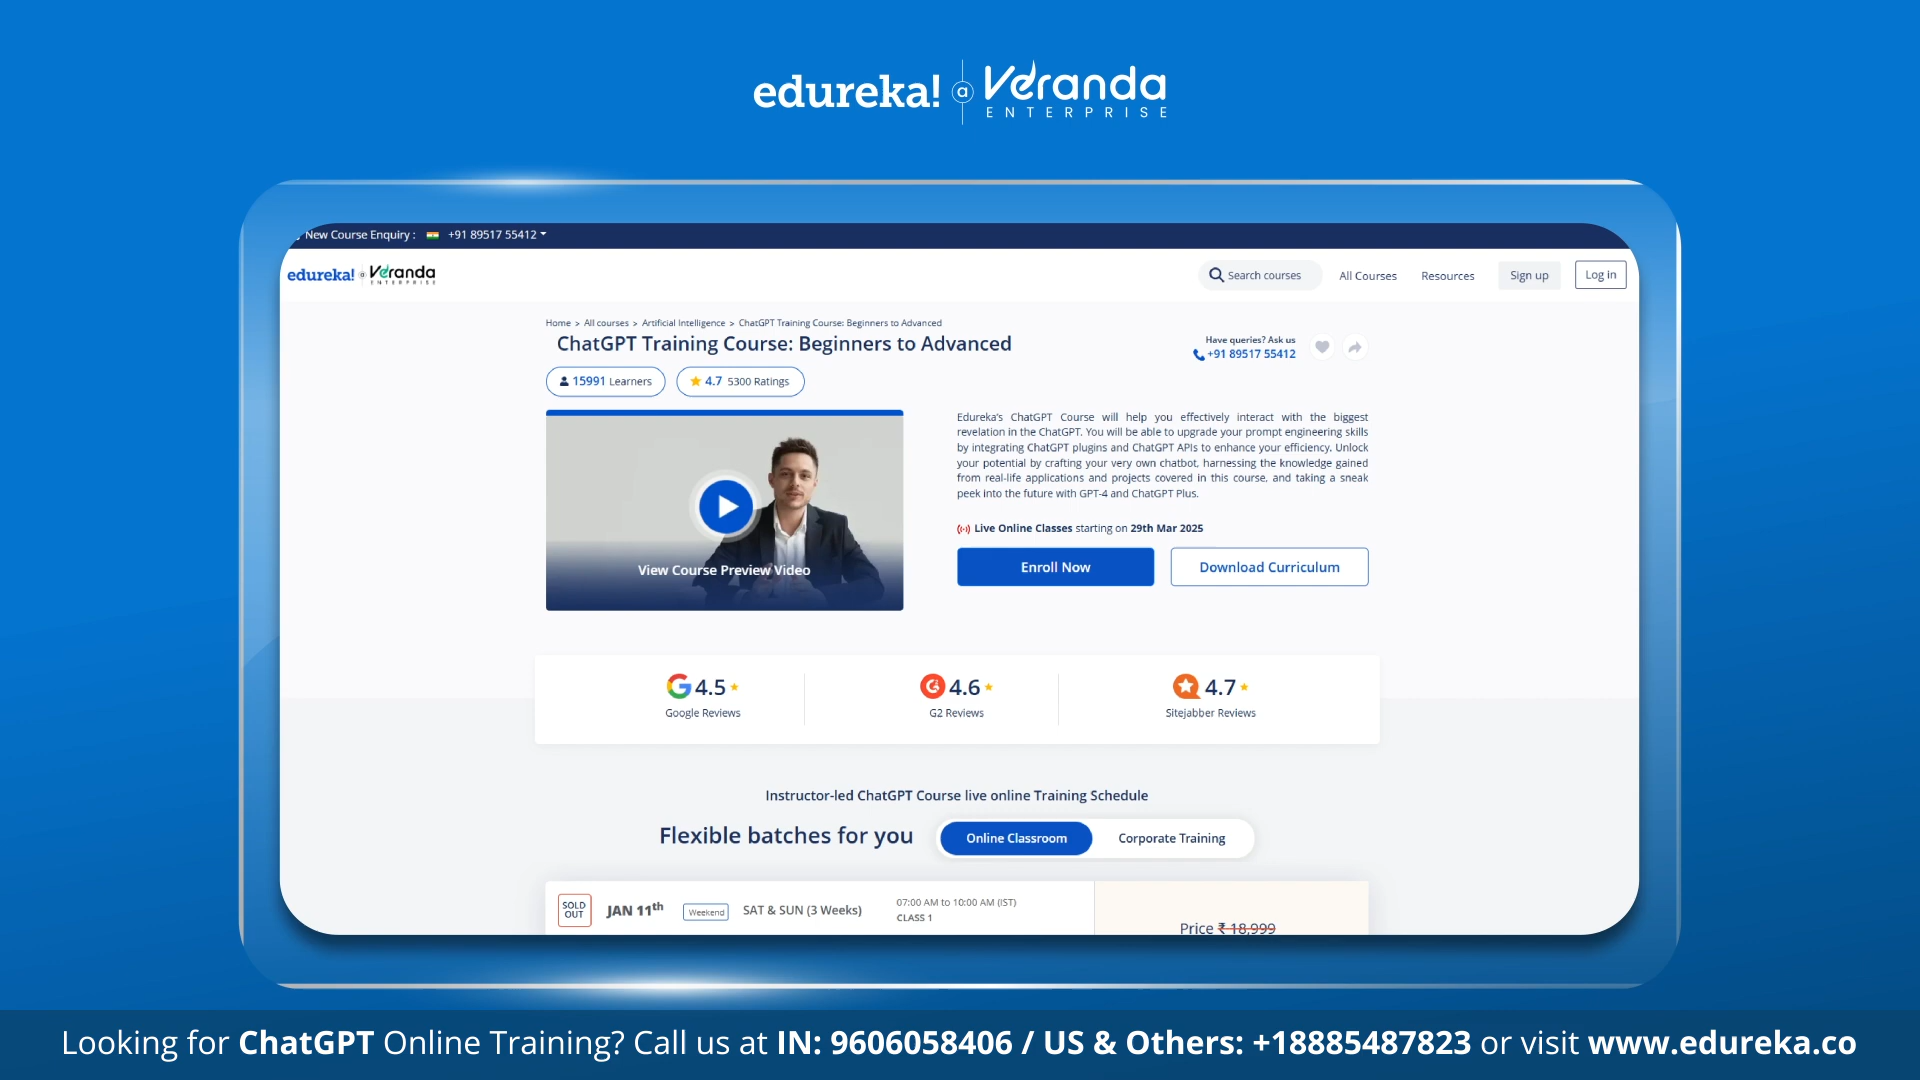 edureka! a Veranda ENTERPRISE
New Course Enquiry : +91 89517 55412
edureka! a Veranda ENTERPRISE
Search courses All Courses Resources Sign up Log in
Home > All courses > Artificial Intelligence > ChatGPT Training Course: Beginners to Advanced
ChatGPT Training Course: Beginners to Advanced
Have queries? Ask us
+91 89517 55412
15991 Learners 4.7 5300 Ratings
View Course Preview Video
Edureka's ChatGPT Course will help you effectively interact with the biggest
revelation in the ChatGPT. You will be able to upgrade your prompt engineering skills
by integrating ChatGPT plugins and ChatGPT APIs to enhance your efficiency. Unlock
your potential by crafting your very own chatbot, harnessing the knowledge gained
from real-life applications and projects covered in this course, and taking a sneak
peek into the future with GPT-4 and ChatGPT Plus.
Live Online Classes starting on 29th Mar 2025
Enroll Now Download Curriculum
4.5 4.6 4.7
Google Reviews G2 Reviews Sitejabber Reviews
Instructor-led ChatGPT Course live online Training Schedule
Flexible batches for you Online Classroom Corporate Training
SOLD OUT JAN 11th Weekend SAT & SUN (3 Weeks) 07:00 AM to 10:00 AM (IST)
CLASS 1
Price ₹ 18,999
Looking for ChatGPT Online Training? Call us at IN: 9606058406 / US & Others: +18885487823 or visit www.edureka.co